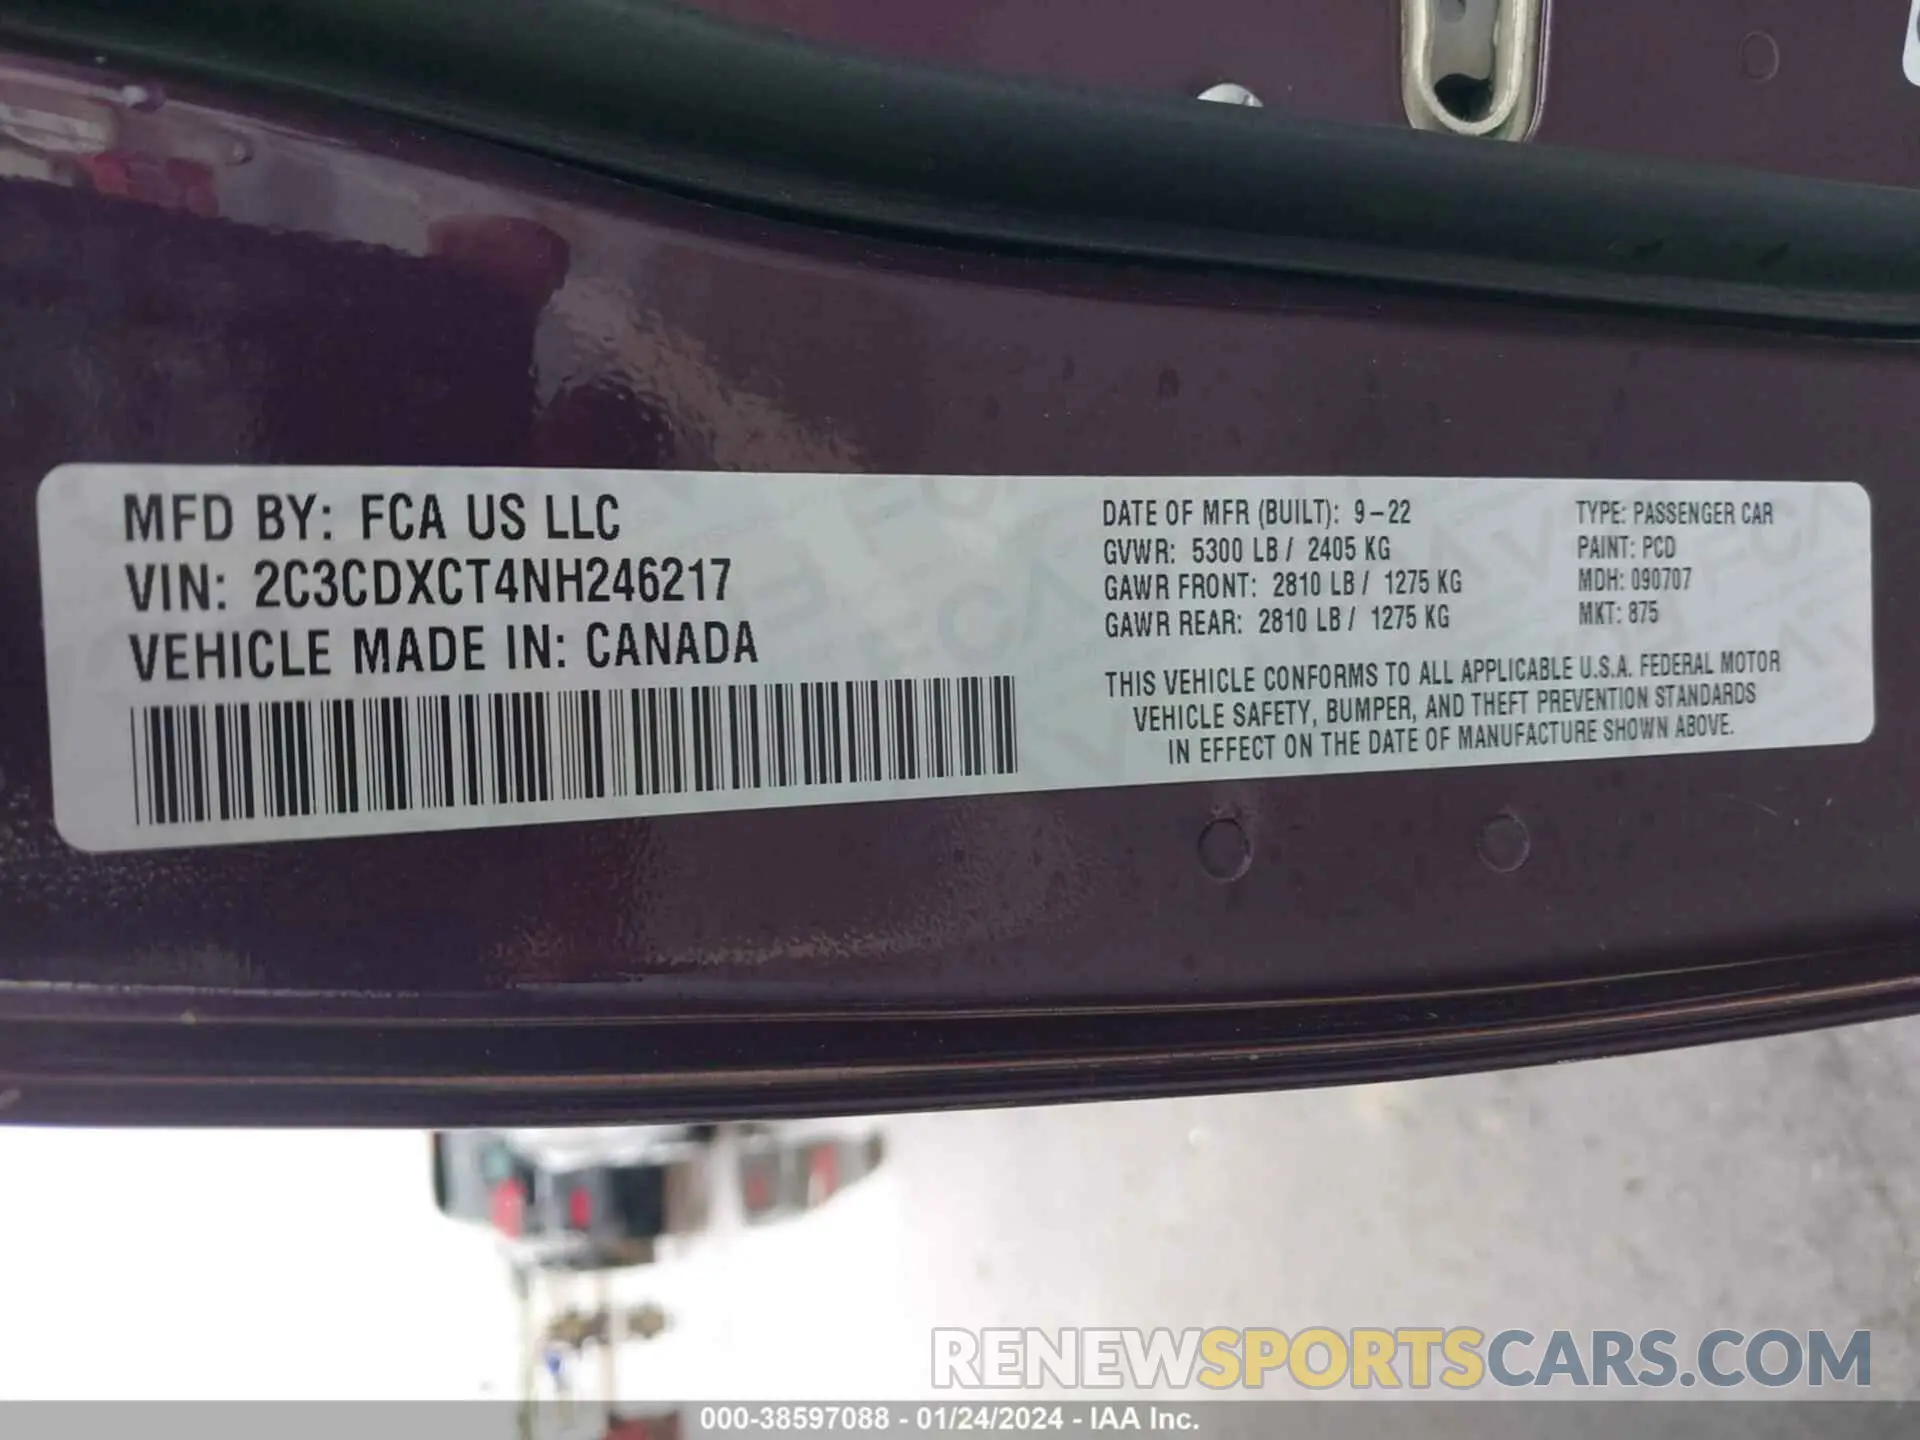 MFD BY: FCA US LLC
VIN: 2C3CDXCT4NH246217
VEHICLE MADE IN: CANADA
DATE OF MFR (BUILT): 9-22
GVWR: 5300 LB / 2405 KG
GAWR FRONT: 2810 LB / 1275 KG
GAWR REAR: 2810 LB / 1275 KG
TYPE: PASSENGER CAR
PAINT: PCD
MDH: 090707
MKT: 875
THIS VEHICLE CONFORMS TO ALL APPLICABLE U.S.A. FEDERAL MOTOR
VEHICLE SAFETY, BUMPER, AND THEFT PREVENTION STANDARDS
IN EFFECT ON THE DATE OF MANUFACTURE SHOWN ABOVE.
RENEWSPORTSCARS.COM
000-38597088 - 01/24/2024 - IAA Inc.